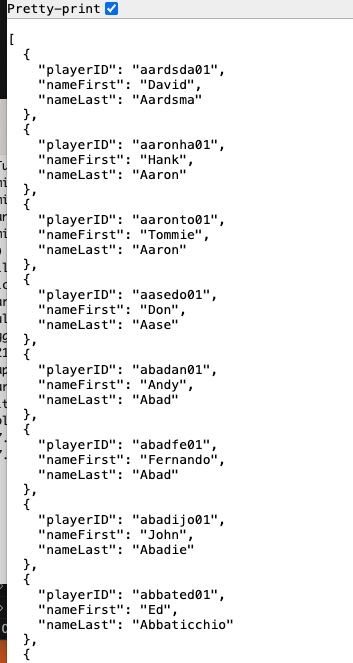 Pretty-print
[
  {
    "playerID": "aardsda01",
    "nameFirst": "David",
    "nameLast": "Aardsma"
  },
  {
    "playerID": "aaronha01",
    "nameFirst": "Hank",
    "nameLast": "Aaron"
  },
  {
    "playerID": "aaronto01",
    "nameFirst": "Tommie",
    "nameLast": "Aaron"
  },
  {
    "playerID": "aasedo01",
    "nameFirst": "Don",
    "nameLast": "Aase"
  },
  {
    "playerID": "abadan01",
    "nameFirst": "Andy",
    "nameLast": "Abad"
  },
  {
    "playerID": "abadfe01",
    "nameFirst": "Fernando",
    "nameLast": "Abad"
  },
  {
    "playerID": "abadijo01",
    "nameFirst": "John",
    "nameLast": "Abadie"
  },
  {
    "playerID": "abbated01",
    "nameFirst": "Ed",
    "nameLast": "Abbaticchio"
  },
  {